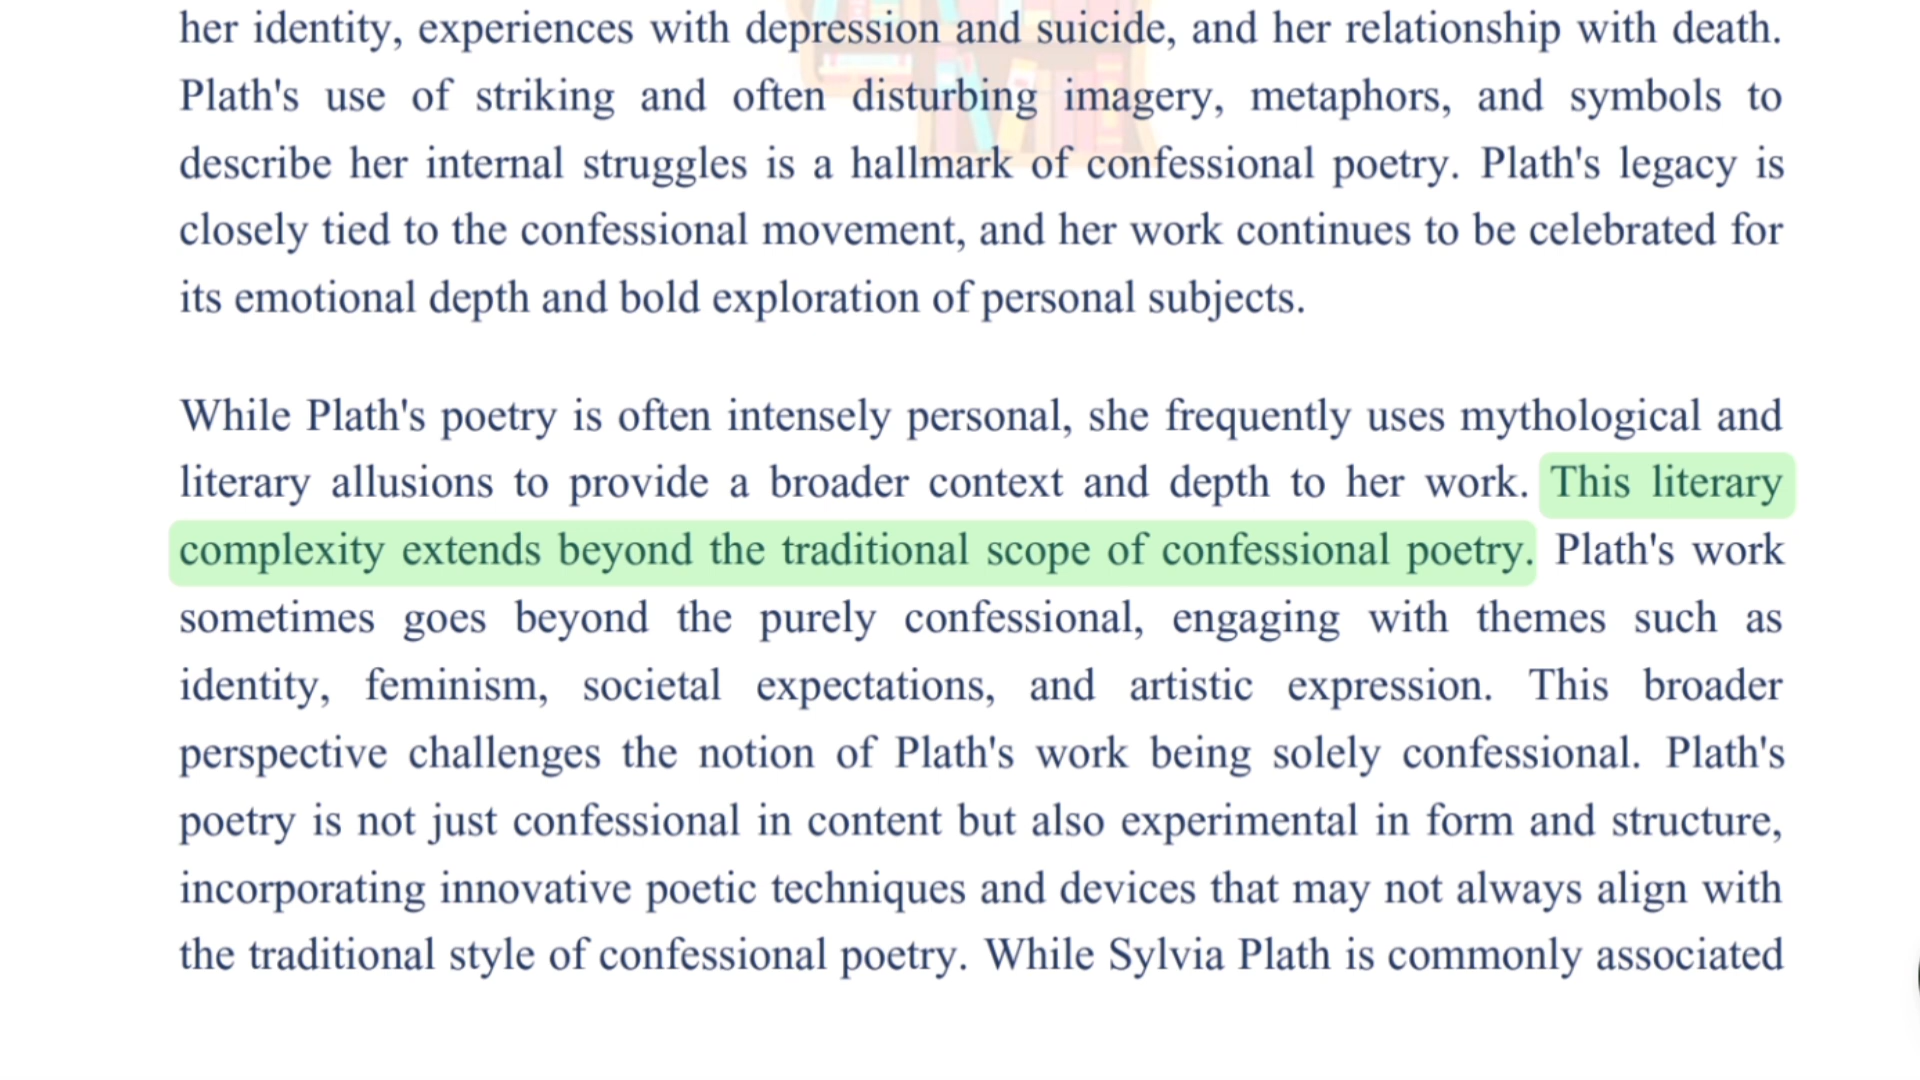 her identity, experiences with depression and suicide, and her relationship with death.
Plath's use of striking and often disturbing imagery, metaphors, and symbols to
describe her internal struggles is a hallmark of confessional poetry. Plath's legacy is
closely tied to the confessional movement, and her work continues to be celebrated for
its emotional depth and bold exploration of personal subjects.
While Plath's poetry is often intensely personal, she frequently uses mythological and
literary allusions to provide a broader context and depth to her work. This literary
complexity extends beyond the traditional scope of confessional poetry. Plath's work
sometimes goes beyond the purely confessional, engaging with themes such as
identity, feminism, societal expectations, and artistic expression. This broader
perspective challenges the notion of Plath's work being solely confessional. Plath's
poetry is not just confessional in content but also experimental in form and structure,
incorporating innovative poetic techniques and devices that may not always align with
the traditional style of confessional poetry. While Sylvia Plath is commonly associated